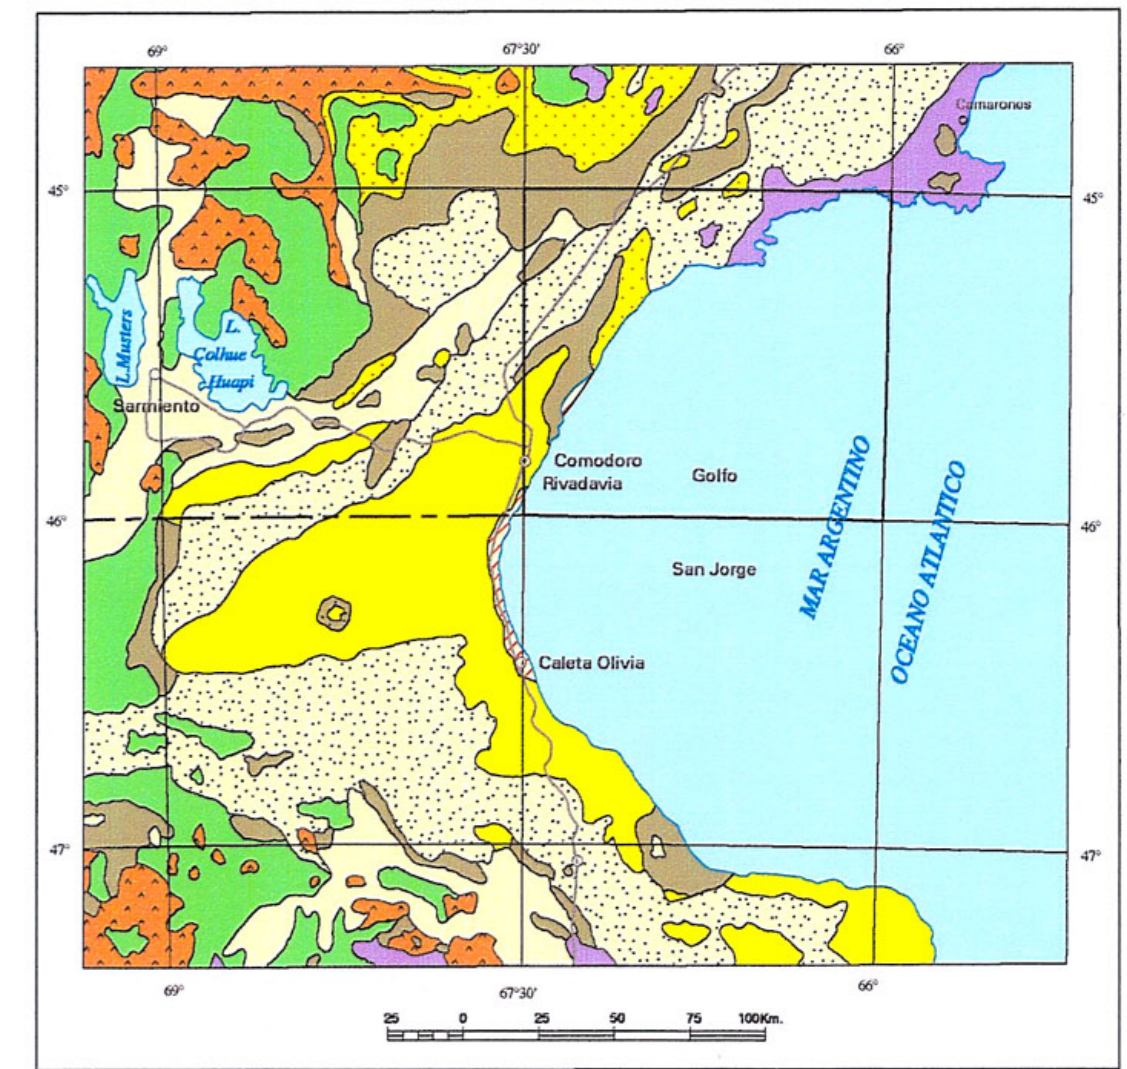 69°
67°30'
66°
Camarones
45°
45°
L.Musters
L.
Colhue
Huapi
Sarmiento
Comodoro
Rivadavia
Golfo
46°
46°
San Jorge
MAR ARGENTINO
OCEANO ATLANTICO
Caleta Olivia
47°
47°
69°
67°30'
66°
25 0 25 50 75 100Km.